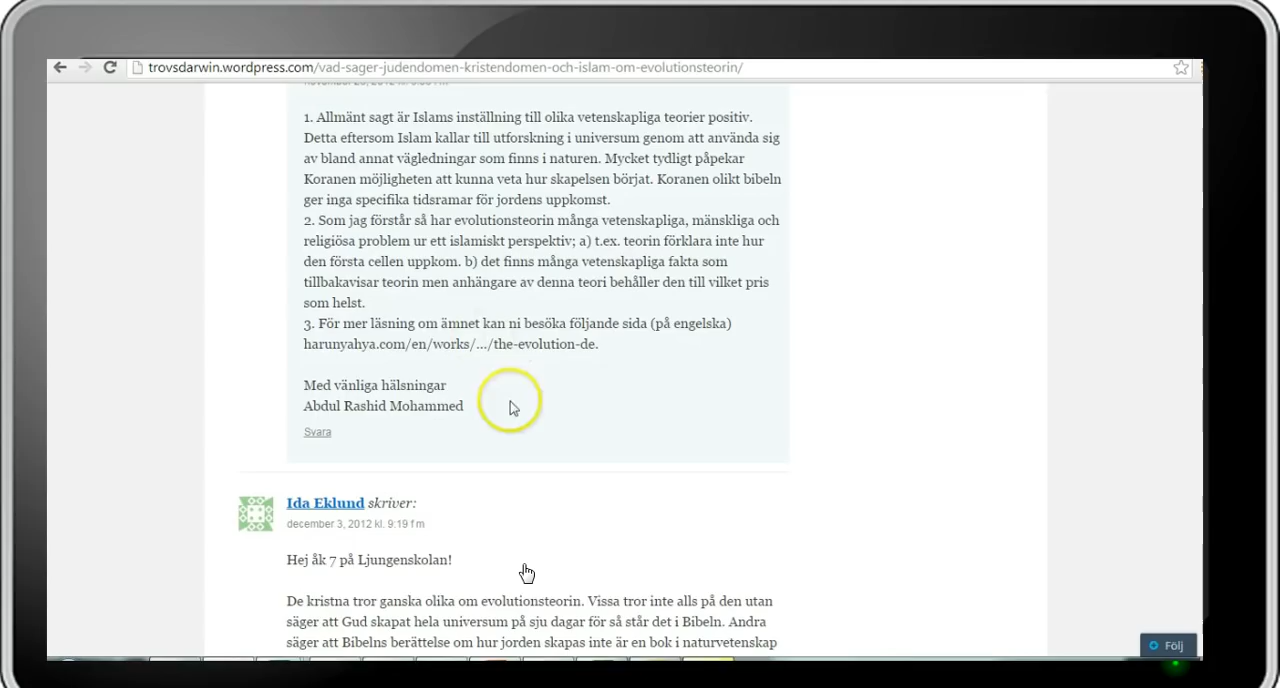 trovsdarwin.wordpress.com/vad-sager-judendomen-kristendomen-och-islam-om-evolutionsteorin/
1. Allmänt sagt är Islams inställning till olika vetenskapliga teorier positiv.
Detta eftersom Islam kallar till utforskning i universum genom att använda sig
av bland annat vägledningar som finns i naturen. Mycket tydligt påpekar
Koranen möjligheten att kunna veta hur skapelsen börjat. Koranen olikt bibeln
ger inga specifika tidsramar för jordens uppkomst.
2. Som jag förstår så har evolutionsteorin många vetenskapliga, mänskliga och
religiösa problem ur ett islamiskt perspektiv; a) t.ex. teorin förklara inte hur
den första cellen uppkom. b) det finns många vetenskapliga fakta som
tillbakavisar teorin men anhängare av denna teori behåller den till vilket pris
som helst.
3. För mer läsning om ämnet kan ni besöka följande sida (på engelska)
harunyahya.com/en/works/…/the-evolution-de.
Med vänliga hälsningar
Abdul Rashid Mohammed
Svara
Ida Eklund skriver:
december 3, 2012 kl. 9:19 f m
Hej åk 7 på Ljungenskolan!
De kristna tror ganska olika om evolutionsteorin. Vissa tror inte alls på den utan
säger att Gud skapat hela universum på sju dagar för så står det i Bibeln. Andra
säger att Bibelns berättelse om hur jorden skapas inte är en bok i naturvetenskap
Följ